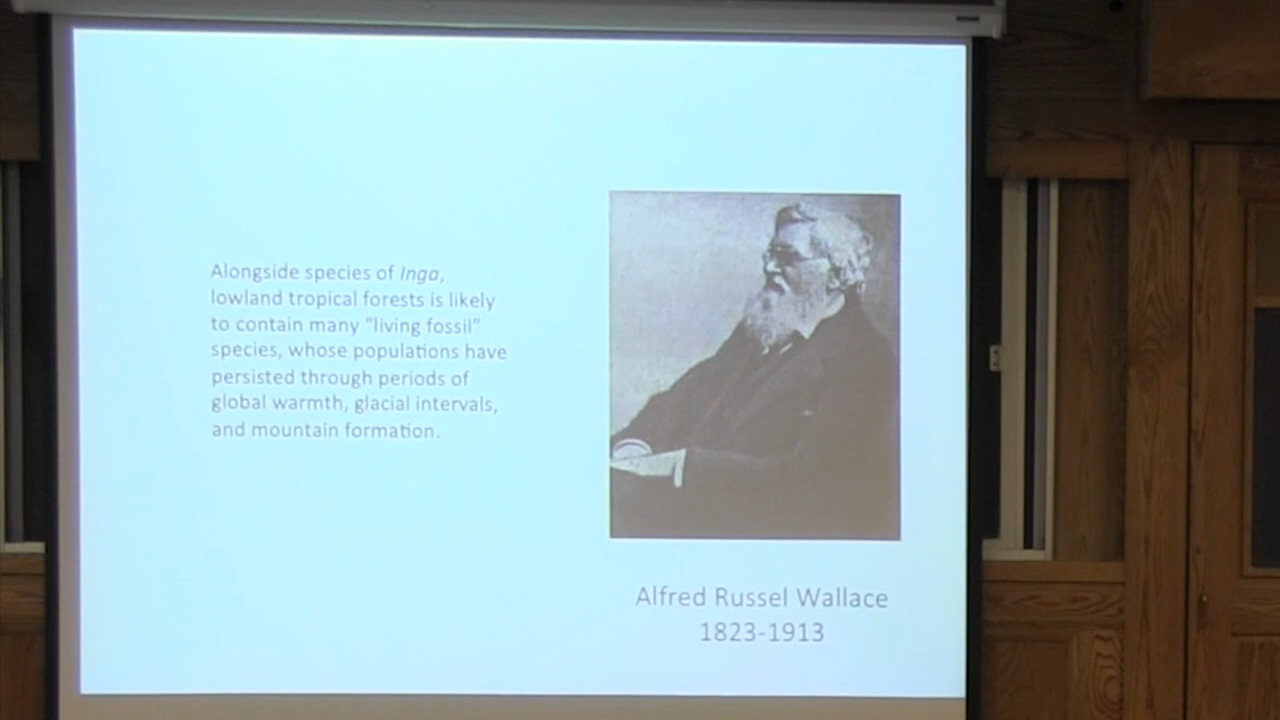 Alongside species of Inga,
lowland tropical forests is likely
to contain many “living fossil”
species, whose populations have
persisted through periods of
global warmth, glacial intervals,
and mountain formation.
Alfred Russel Wallace
1823-1913